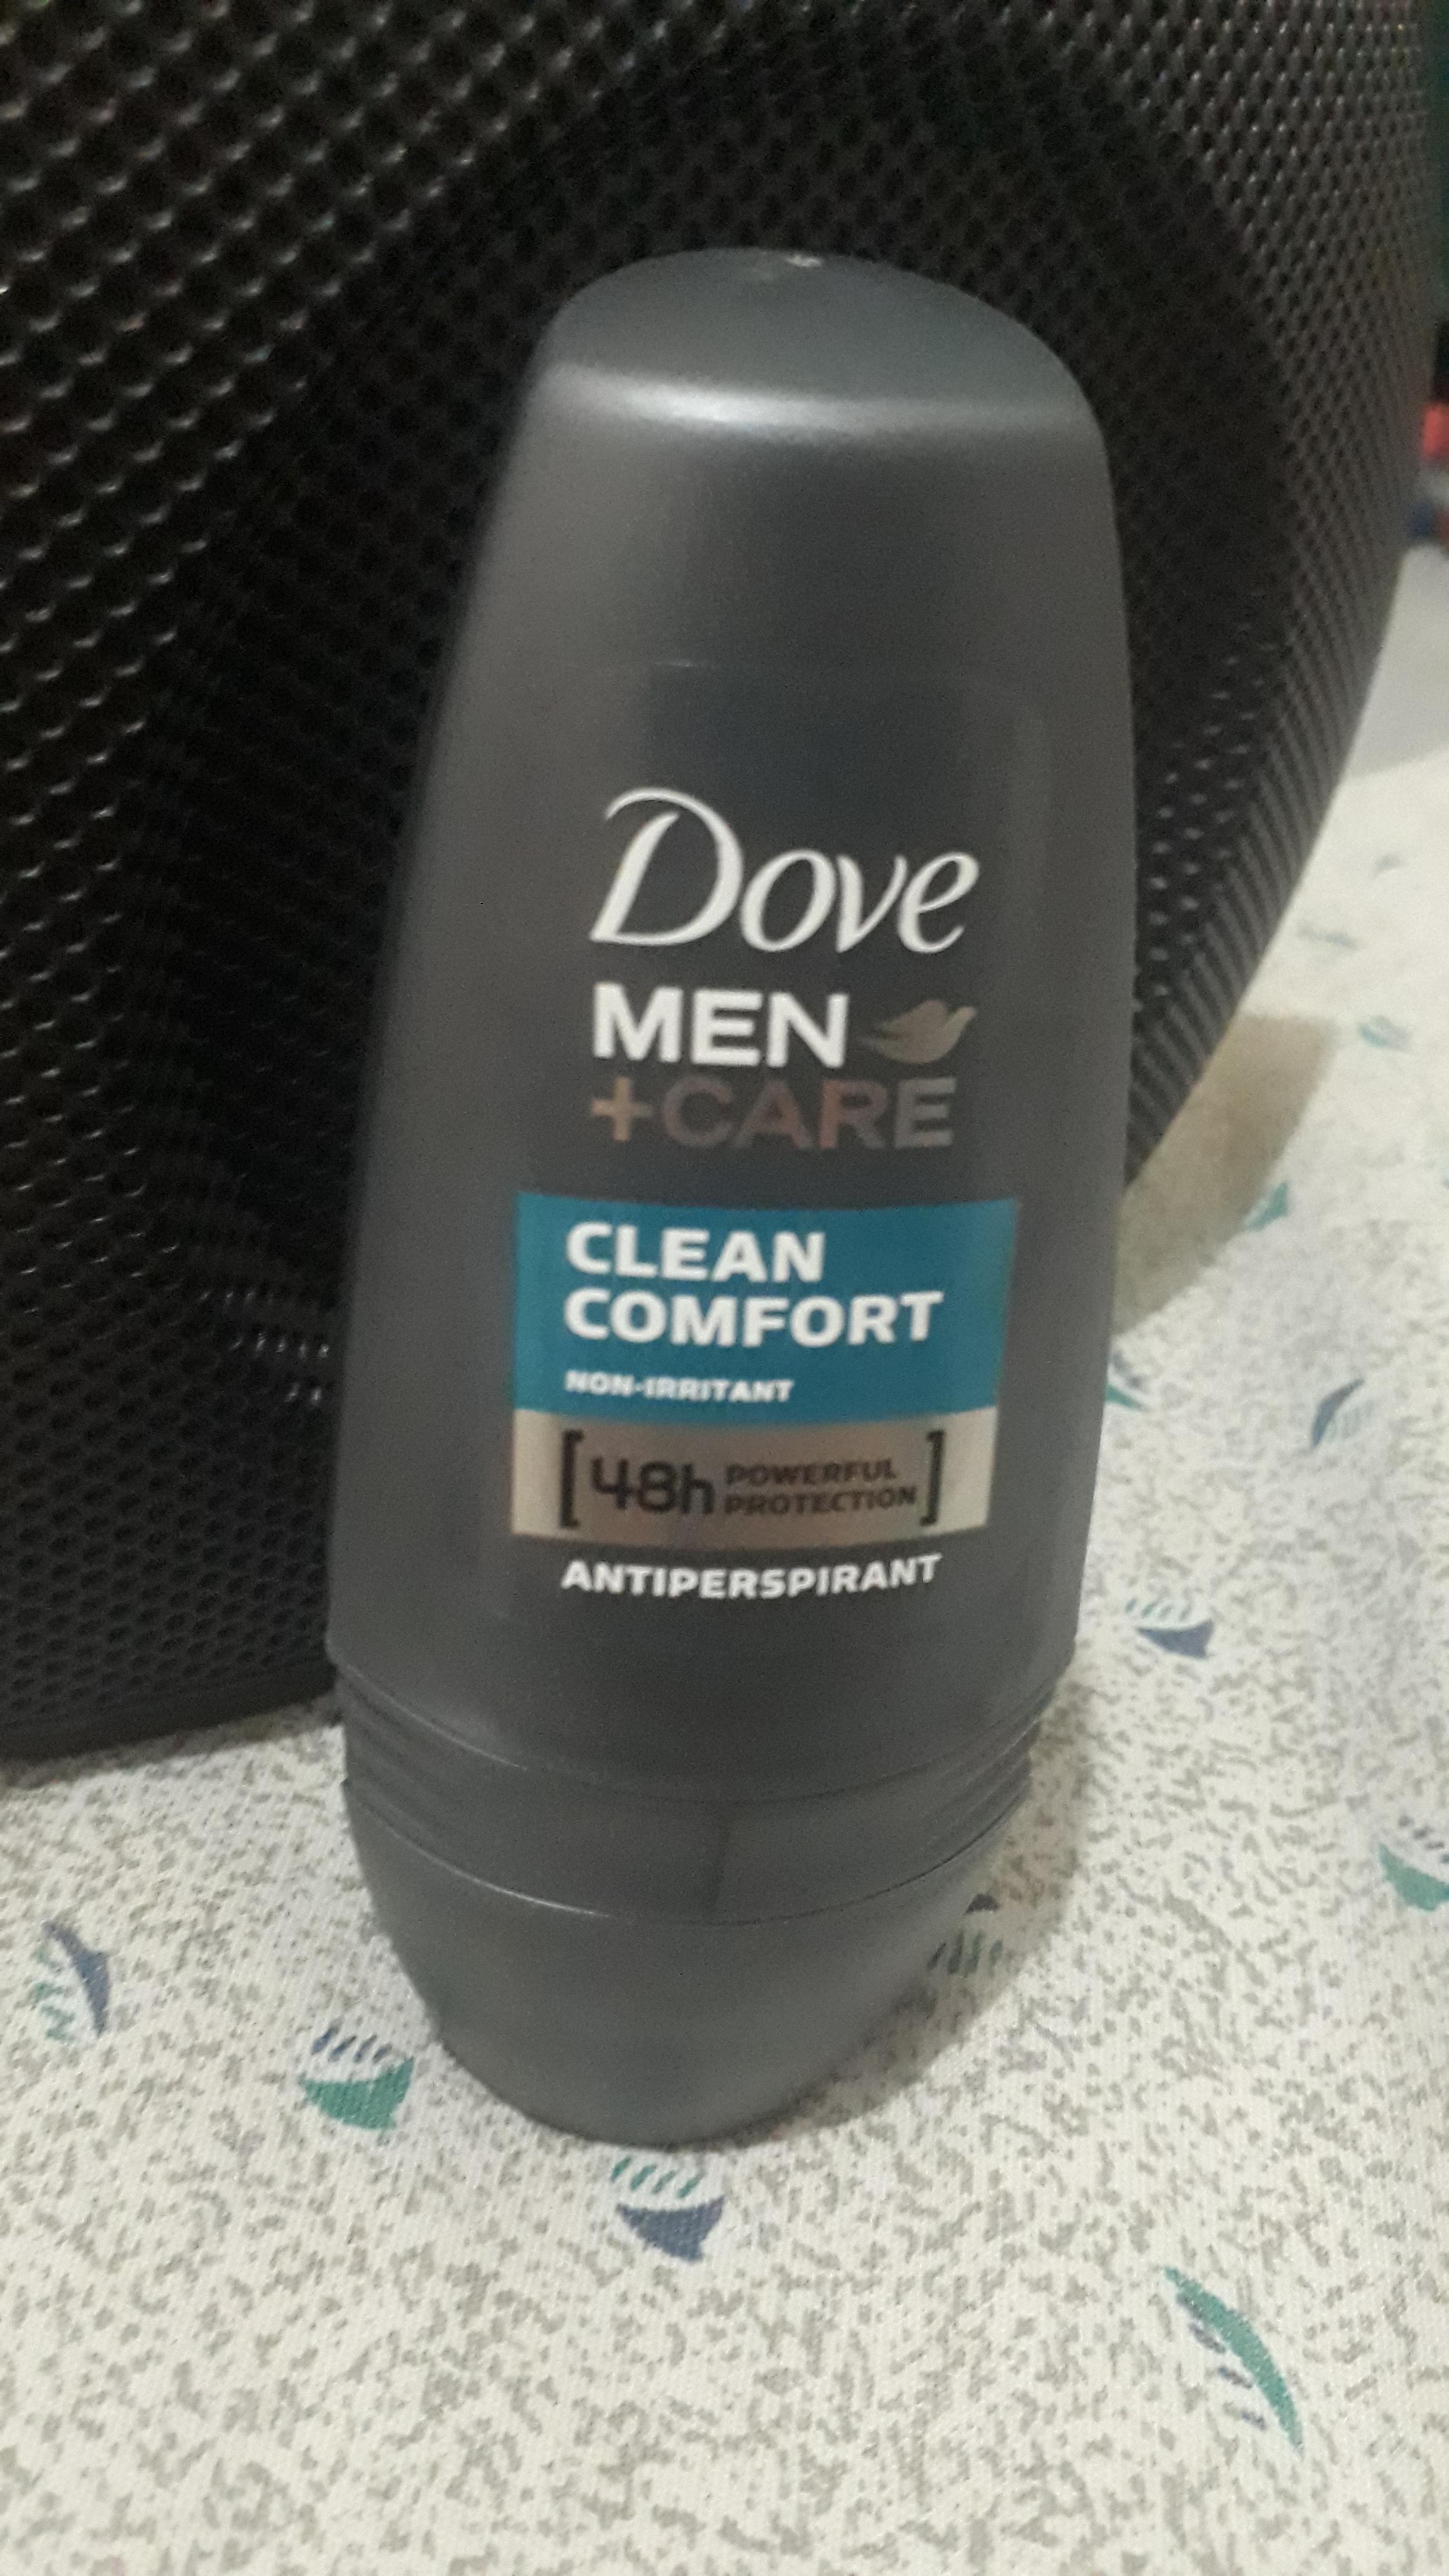 Dove
MEN
+CARE
CLEAN
COMFORT
NON-IRRITANT
[48h POWERFUL
PROTECTION]
ANTIPERSPIRANT